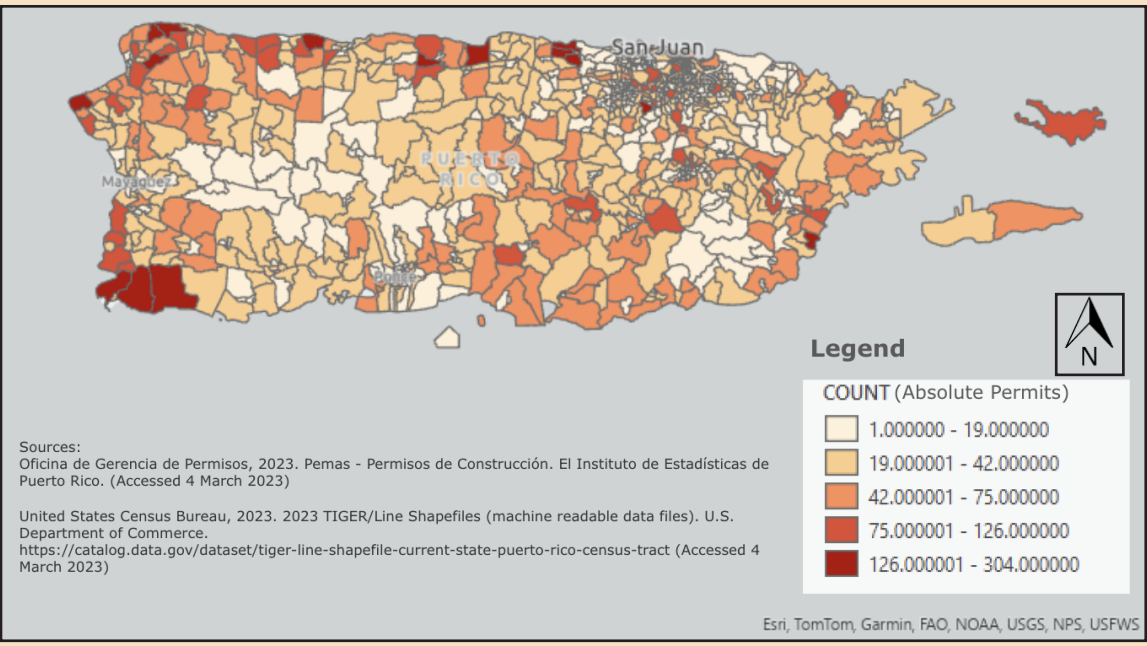 San-Juan
PUERTO
RICO
Mayagüez
Ponce
N
Legend
COUNT (Absolute Permits)
1.000000 - 19.000000
19.000001 - 42.000000
42.000001 - 75.000000
75.000001 - 126.000000
126.000001 - 304.000000
Sources:
Oficina de Gerencia de Permisos, 2023. Pemas - Permisos de Construcción. El Instituto de Estadísticas de
Puerto Rico. (Accessed 4 March 2023)
United States Census Bureau, 2023. 2023 TIGER/Line Shapefiles (machine readable data files). U.S.
Department of Commerce.
https://catalog.data.gov/dataset/tiger-line-shapefile-current-state-puerto-rico-census-tract (Accessed 4
March 2023)
Esri, TomTom, Garmin, FAO, NOAA, USGS, NPS, USFWS